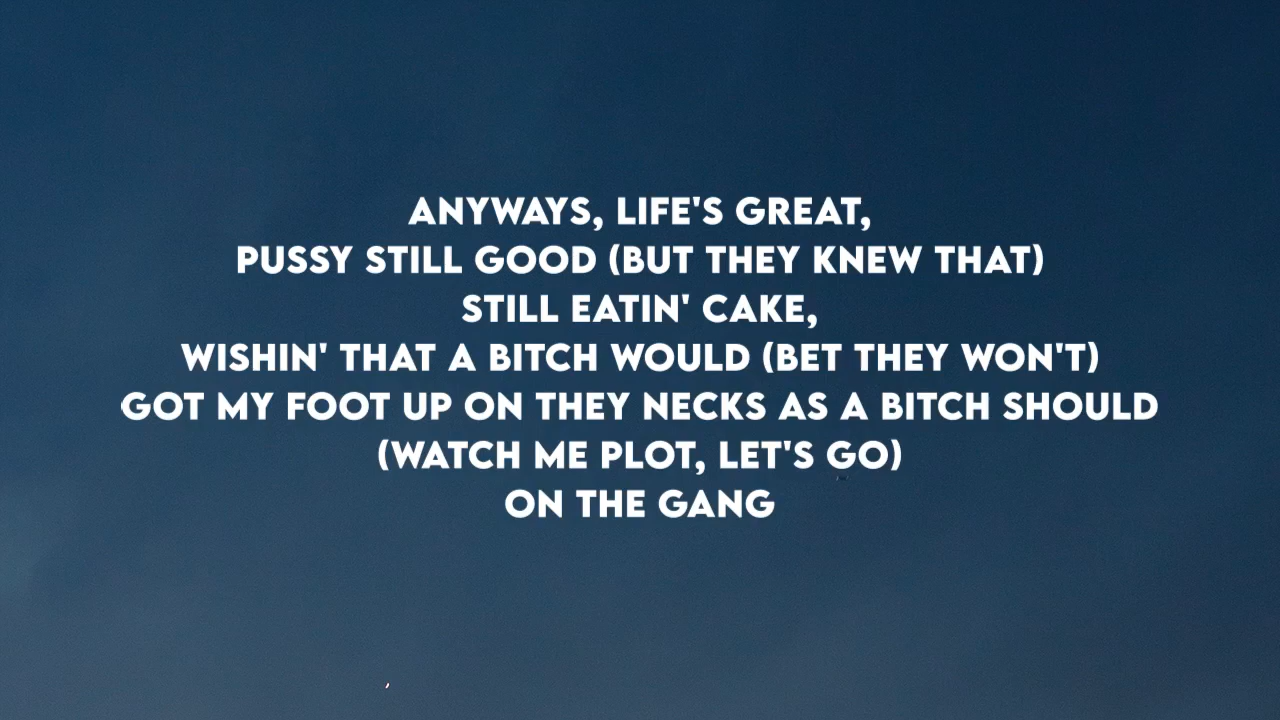 ANYWAYS, LIFE'S GREAT,
PUSSY STILL GOOD (BUT THEY KNEW THAT)
STILL EATIN' CAKE,
WISHIN' THAT A BITCH WOULD (BET THEY WON'T)
GOT MY FOOT UP ON THEY NECKS AS A BITCH SHOULD
(WATCH ME PLOT, LET'S GO)
ON THE GANG